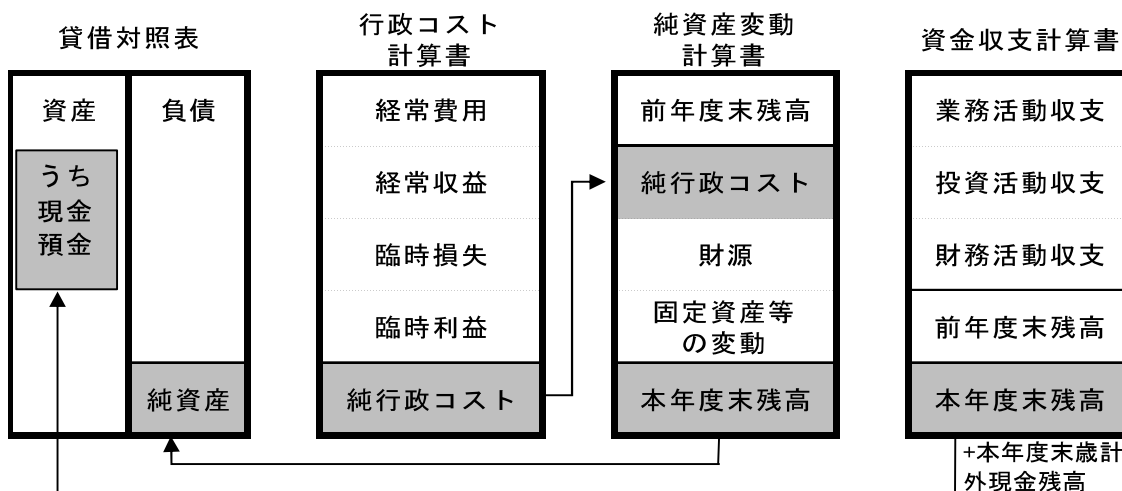 貸借対照表
資産
うち
現金
預金
負債
純資産
行政コスト
計算書
経常費用
経常収益
臨時損失
臨時利益
純行政コスト
純資産変動
計算書
前年度末残高
純行政コスト
財源
固定資産等
の変動
本年度末残高
資金収支計算書
業務活動収支
投資活動収支
財務活動収支
前年度末残高
本年度末残高
+本年度末歳計
外現金残高